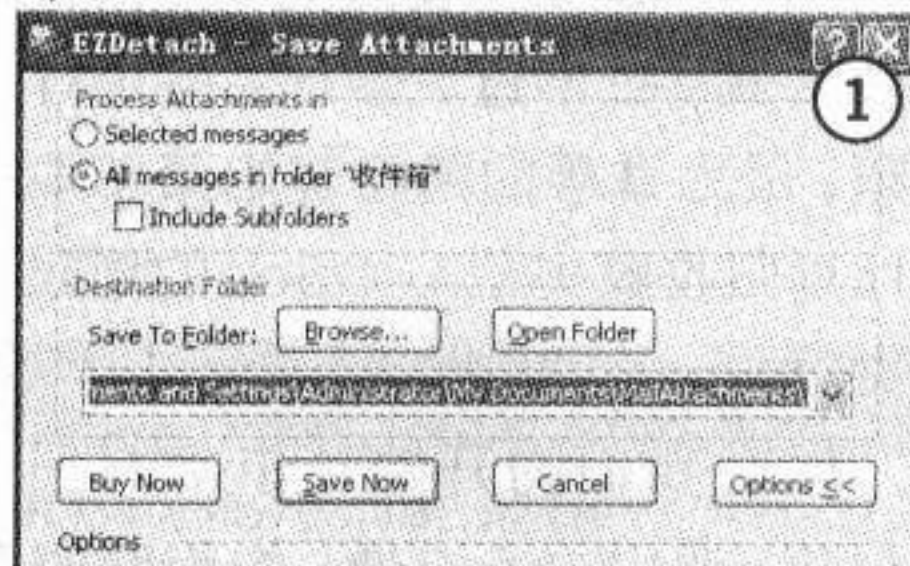 EZDetach - Save Attachments
?
①
Process Attachments in
Selected messages
All messages in folder "收件箱"
Include Subfolders
Destination Folder
Save To Folder: Browse... Open Folder
ments and Settings\Administrator\My Documents\MailAttachments\
Buy Now Save Now Cancel Options <<
Options